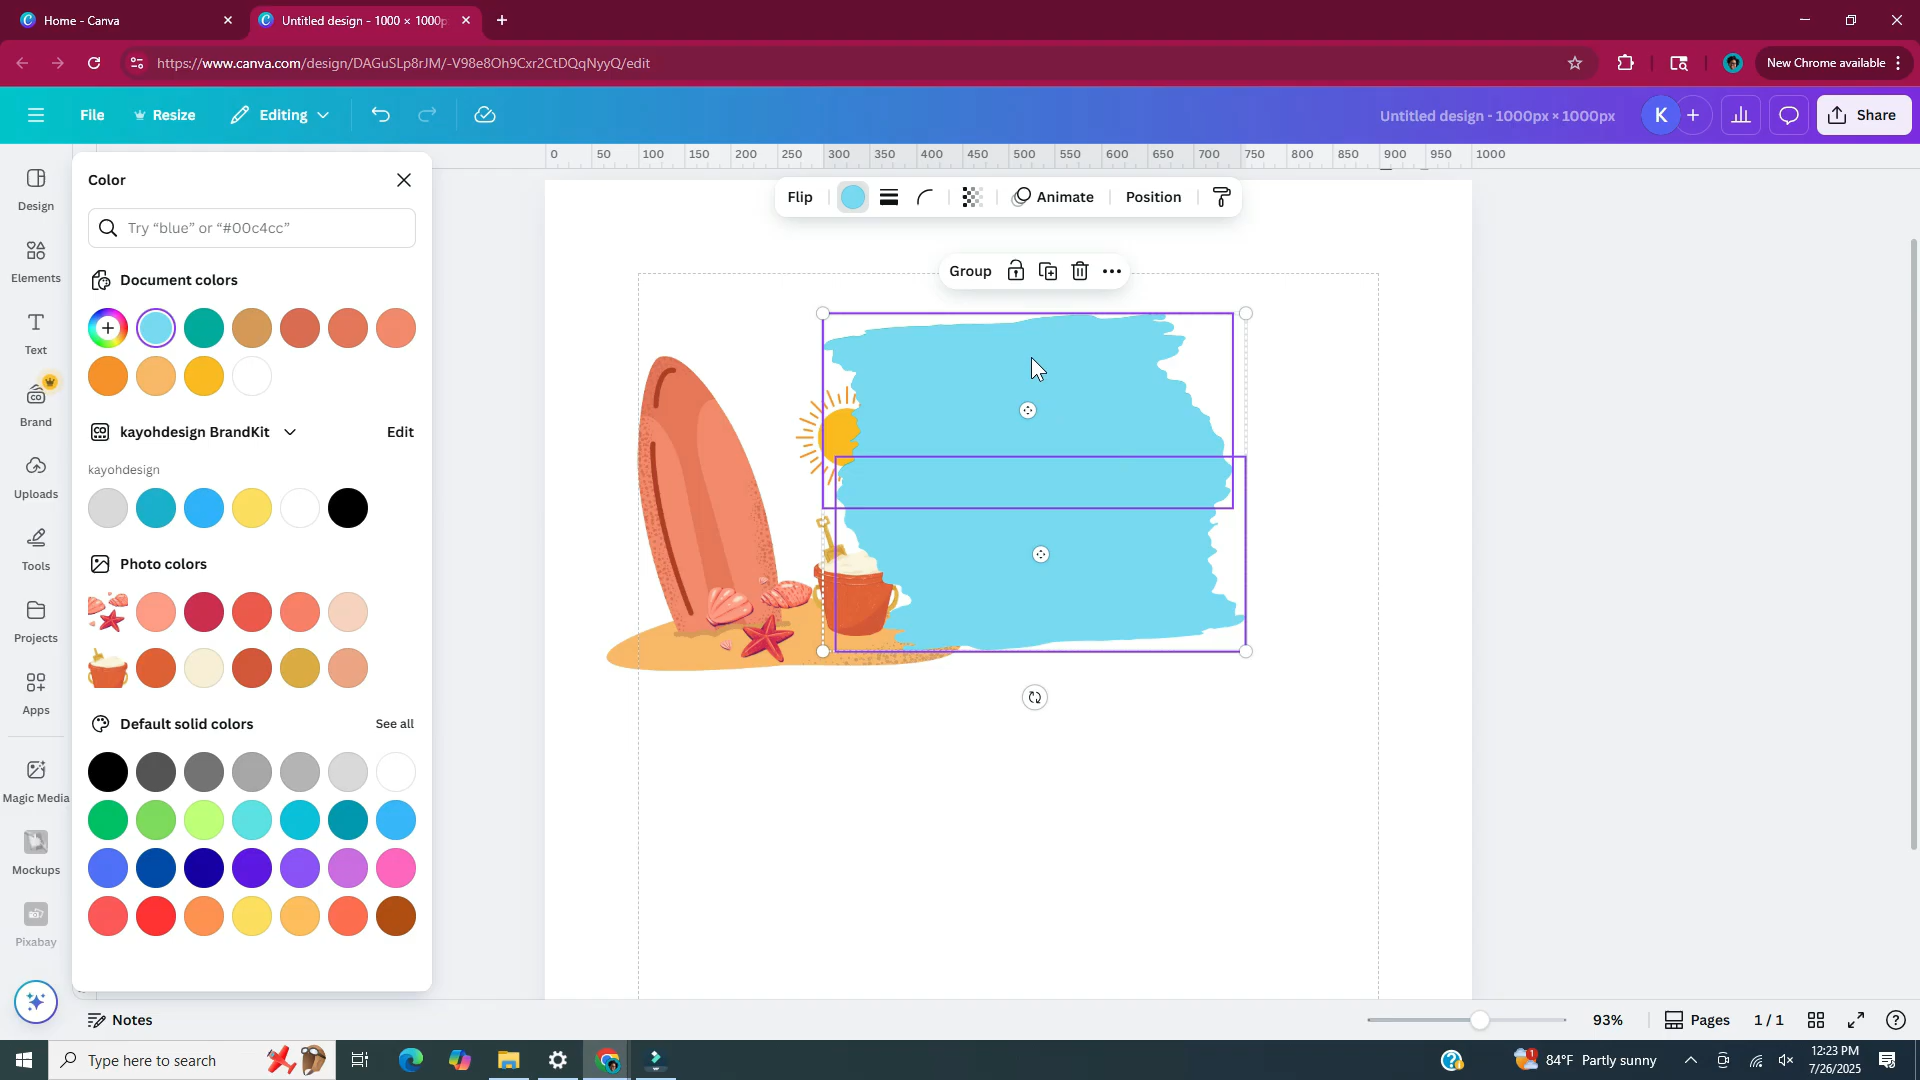 Home - Canva
Untitled design - 1000 × 1000p
https://www.canva.com/design/DAGuSLp8rJM/-V98e8Oh9Cxr2CtDQqNyyQ/edit
New Chrome available
File
Resize
Editing
Untitled design - 1000px × 1000px
K
Share
0 50 100 150 200 250 300 350 400 450 500 550 600 650 700 750 800 850 900 950 1000
Design
Elements
Text
Brand
Uploads
Tools
Projects
Apps
Magic Media
Mockups
Pixabay
Color
Try “blue” or “#00c4cc”
Document colors
kayohdesign BrandKit
Edit
kayohdesign
Photo colors
Default solid colors
See all
Flip
Animate
Position
Group
Notes
93%
Pages
1 / 1
Type here to search
84°F Partly sunny
12:23 PM
7/26/2025